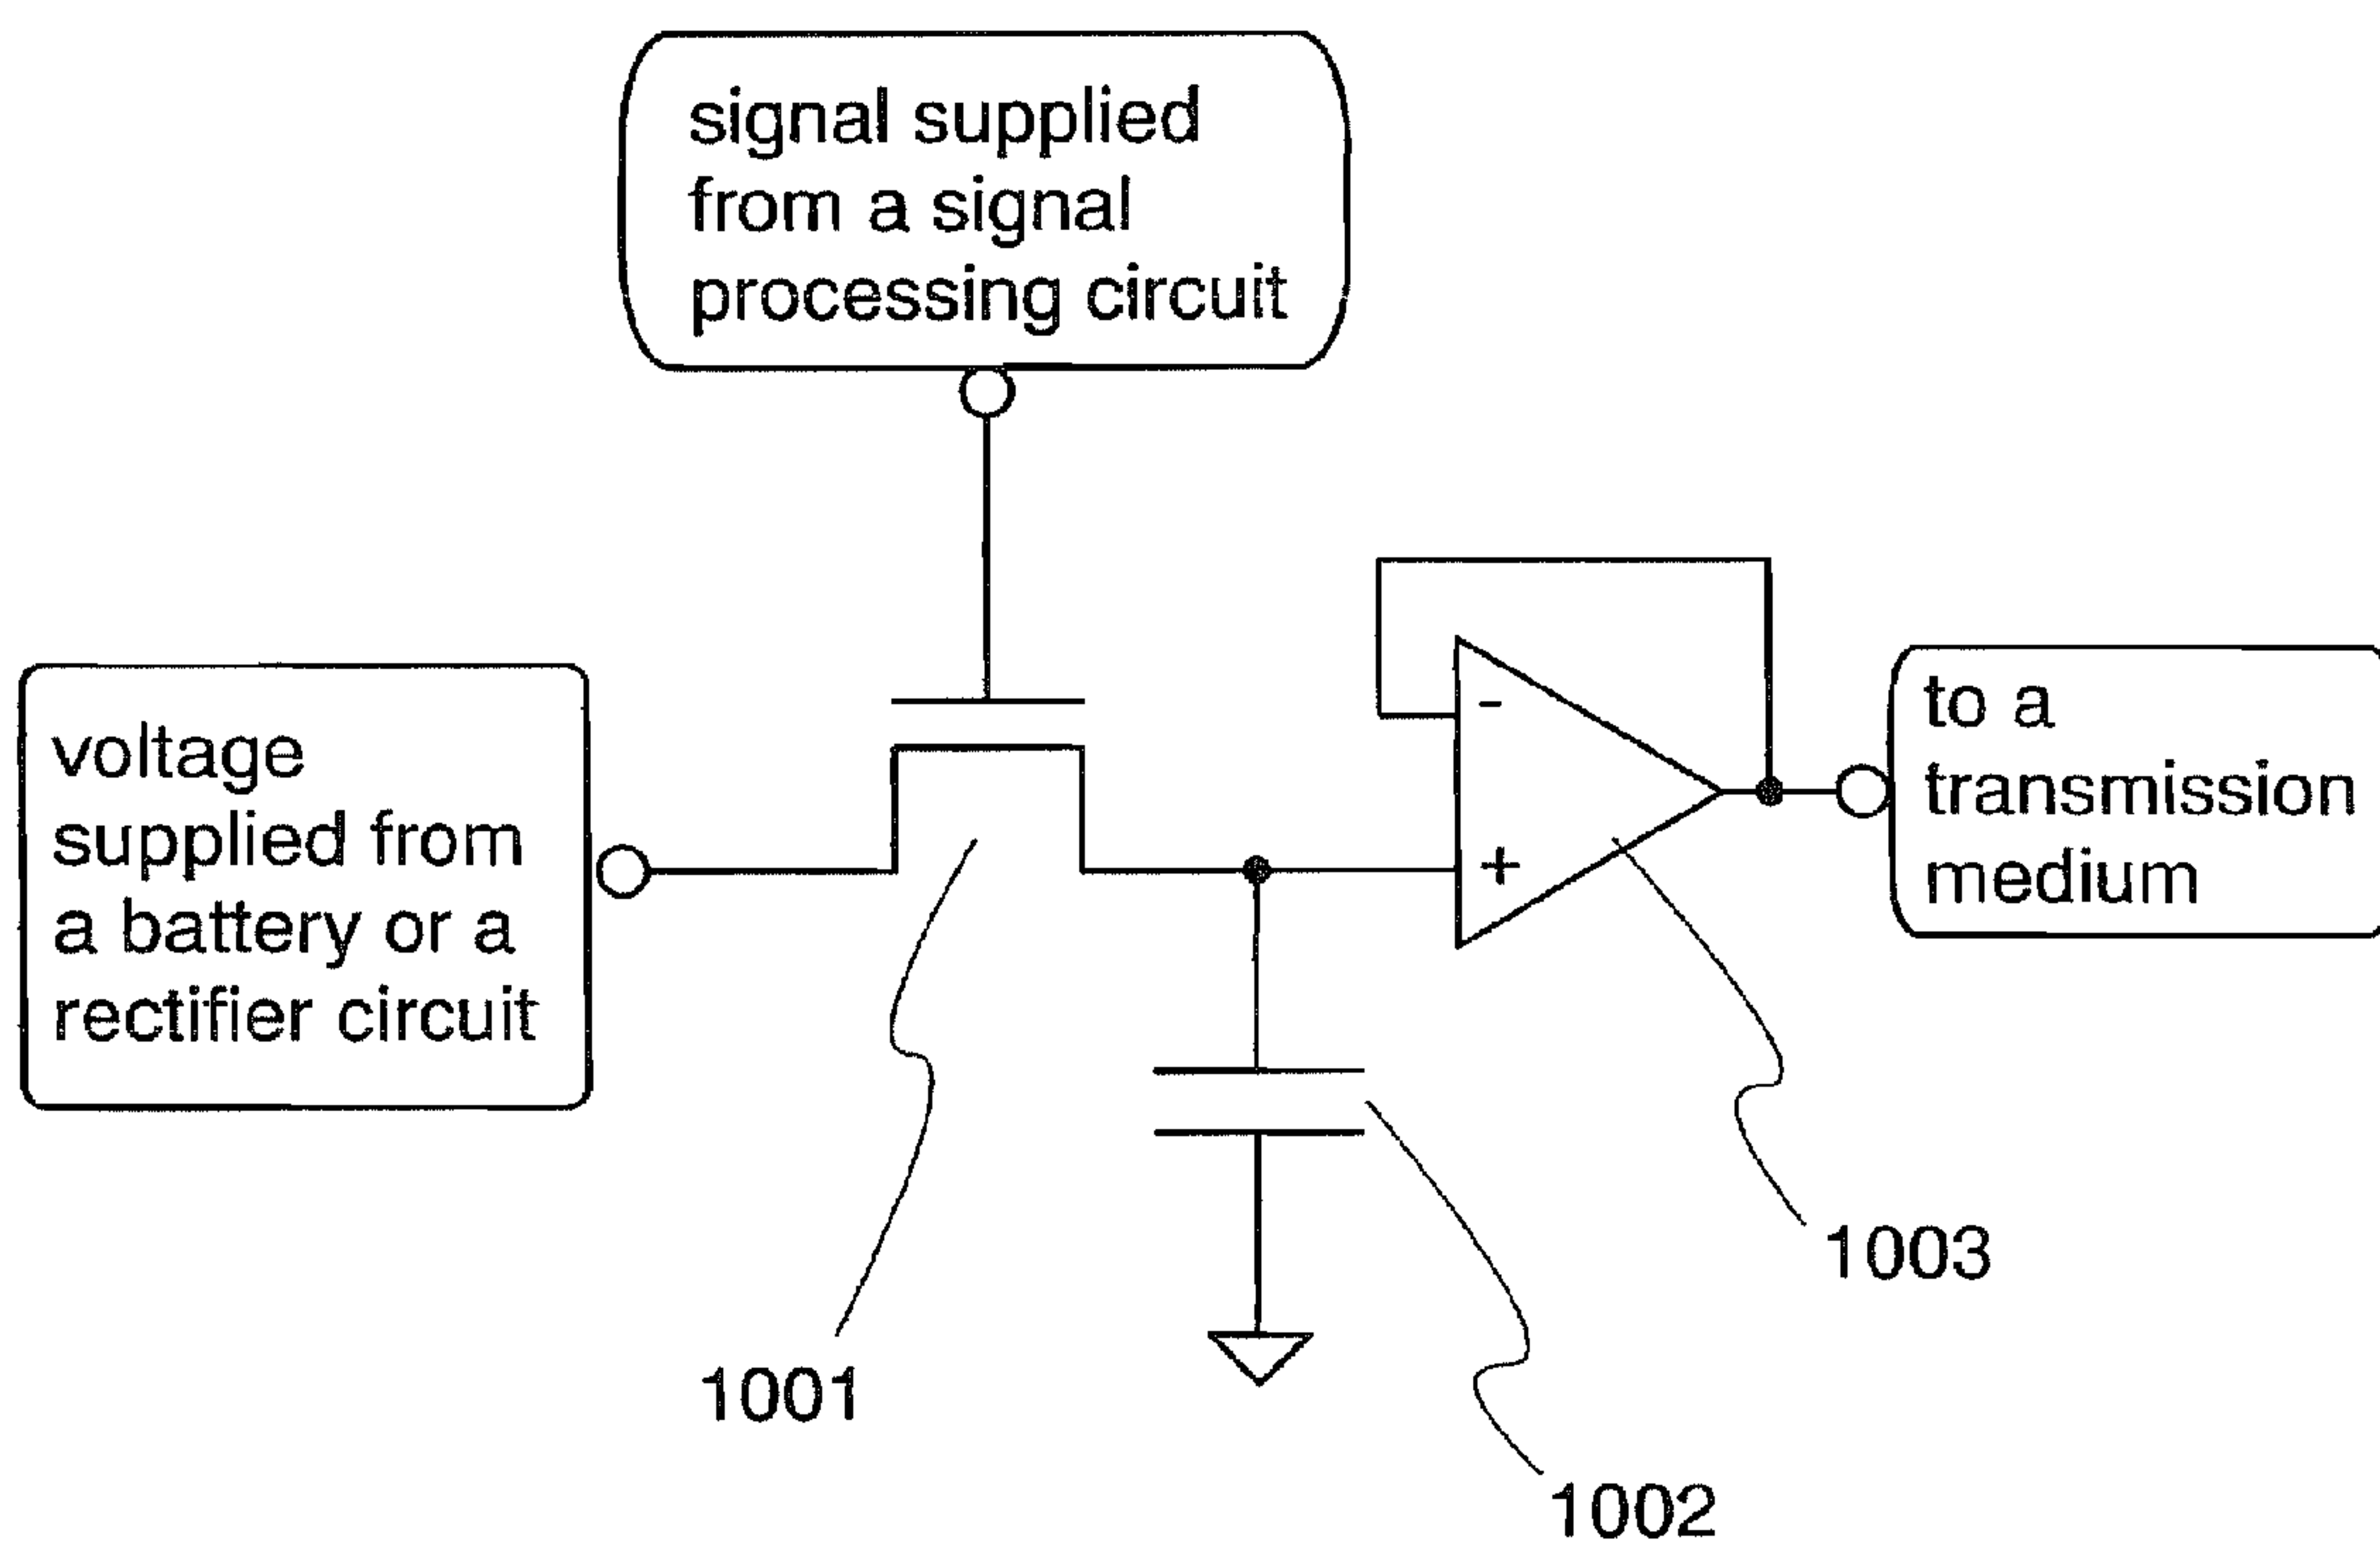 signal supplied
from a signal
processing circuit
voltage
supplied from
a battery or a
rectifier circuit
-
+
to a
transmission
medium
1003
1001
1002